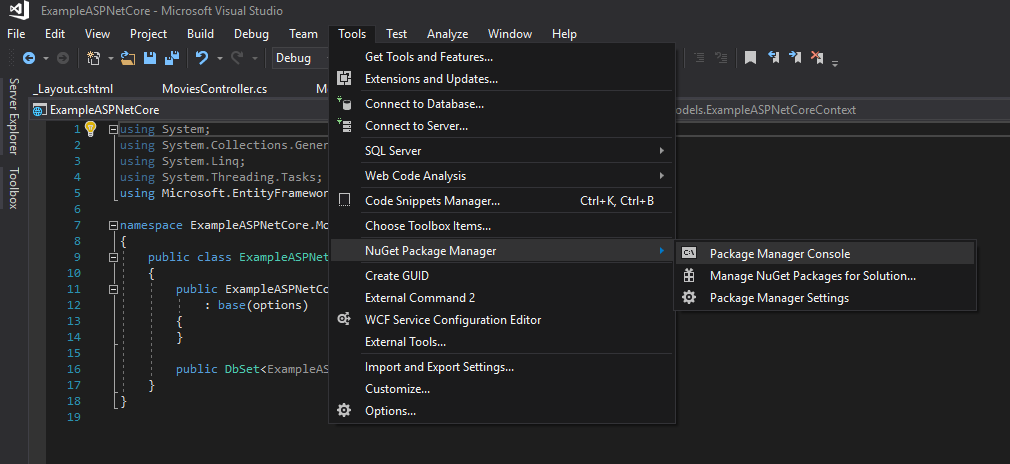 ExampleASPNetCore - Microsoft Visual Studio
File Edit View Project Build Debug Team Tools Test Analyze Window Help
Debug
Server Explorer
Toolbox
_Layout.cshtml MoviesController.cs M
ExampleASPNetCore odels.ExampleASPNetCoreContext
1 using System;
2 using System.Collections.Gener
3 using System.Linq;
4 using System.Threading.Tasks;
5 using Microsoft.EntityFramewor
6
7 namespace ExampleASPNetCore.Mo
8 {
9 public class ExampleASPNet
10 {
11 public ExampleASPNetCo
12 : base(options)
13 {
14 }
15
16 public DbSet<ExampleAS
17 }
18 }
19
Get Tools and Features...
Extensions and Updates...
Connect to Database...
Connect to Server...
SQL Server
Web Code Analysis
Code Snippets Manager... Ctrl+K, Ctrl+B
Choose Toolbox Items...
NuGet Package Manager
Create GUID
External Command 2
WCF Service Configuration Editor
External Tools...
Import and Export Settings...
Customize...
Options...
C:\ Package Manager Console
Manage NuGet Packages for Solution...
Package Manager Settings